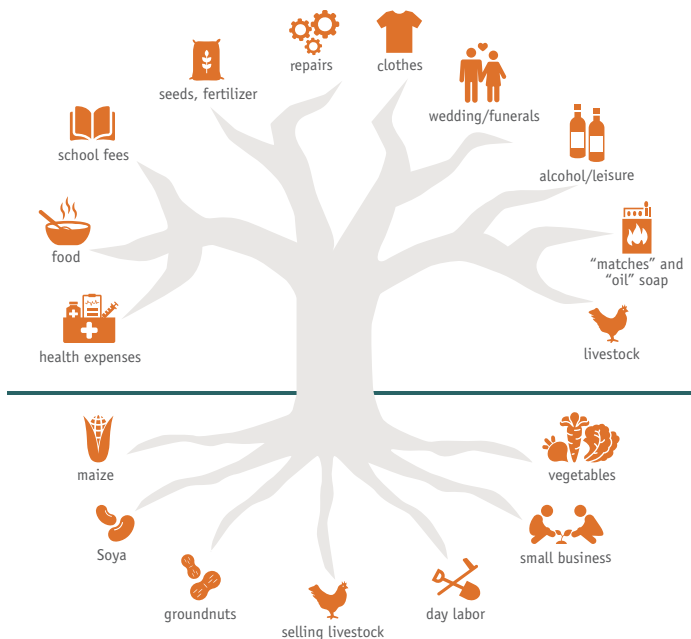 repairs
clothes
seeds, fertilizer
wedding/funerals
school fees
alcohol/leisure
food
“matches” and
“oil” soap
health expenses
livestock
maize
vegetables
Soya
small business
groundnuts
day labor
selling livestock